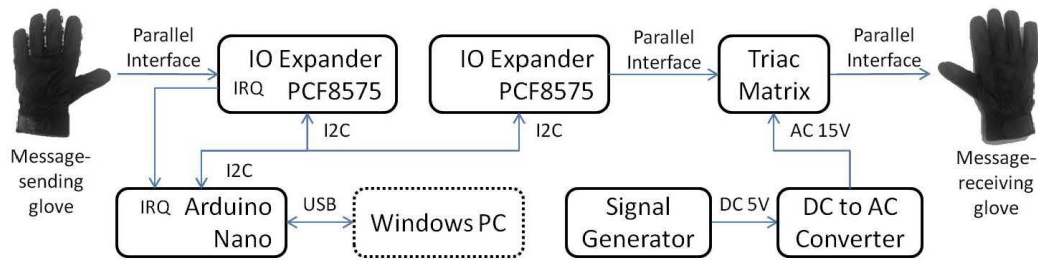 Parallel
Interface
IO Expander
PCF8575
IRQ
IO Expander
PCF8575
Parallel
Interface
Triac
Matrix
Parallel
Interface
I2C
I2C
AC 15V
Message-
sending
glove
I2C
Message-
receiving
glove
IRQ
Arduino
Nano
USB
Windows PC
Signal
Generator
DC 5V
DC to AC
Converter